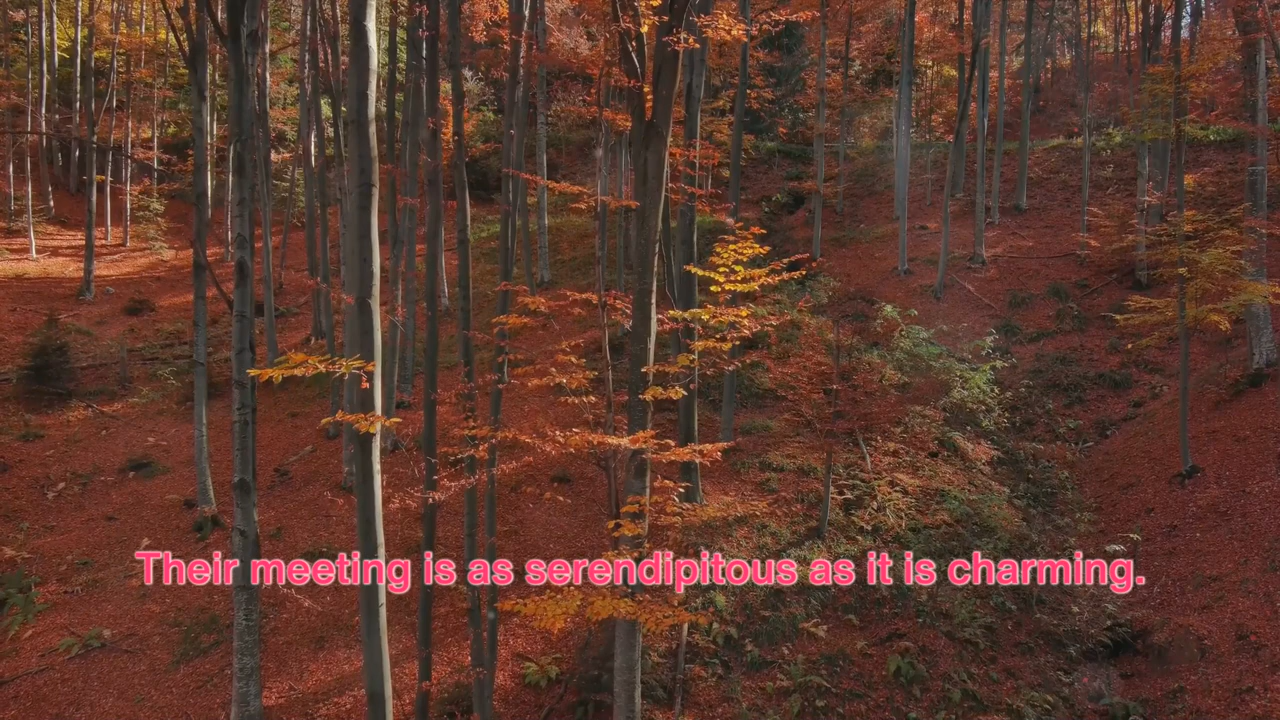 Their meeting is as serendipitous as it is charming.